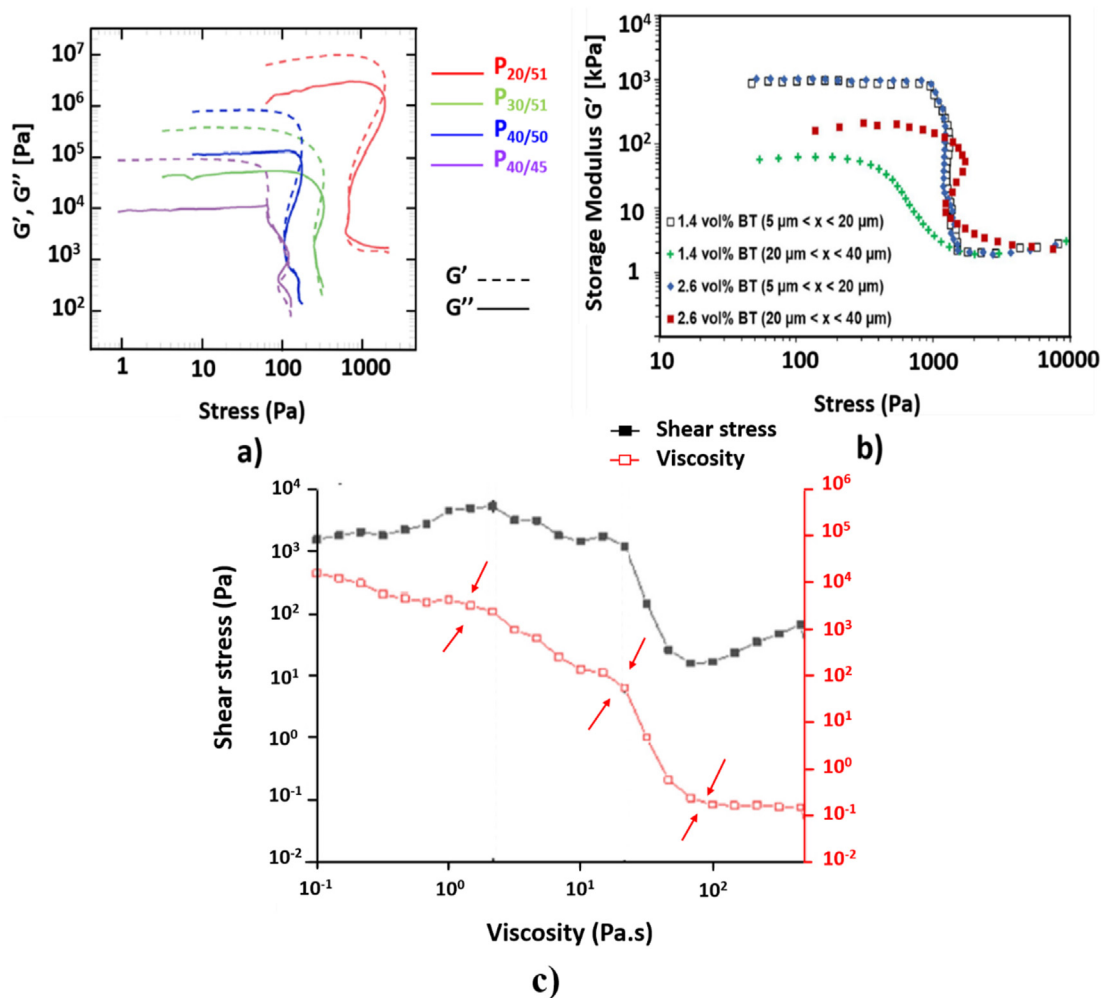 10⁷
10⁶
10⁵
10⁴
10³
10²
G′, G″ [Pa]
1 10 100 1000
Stress (Pa)
a)
P20/51
P30/51
P40/50
P40/45
G′
G″
10⁴
10³
10²
10
1
Storage Modulus G′ [kPa]
1.4 vol% BT (5 µm < x < 20 µm)
1.4 vol% BT (20 µm < x < 40 µm)
2.6 vol% BT (5 µm < x < 20 µm)
2.6 vol% BT (20 µm < x < 40 µm)
10 100 1000 10000
Stress (Pa)
b)
Shear stress
Viscosity
10⁴
10³
10²
10¹
10⁰
10⁻¹
10⁻²
Shear stress (Pa)
10⁶
10⁵
10⁴
10³
10²
10¹
10⁰
10⁻¹
10⁻²
10⁻¹ 10⁰ 10¹ 10²
Viscosity (Pa.s)
c)